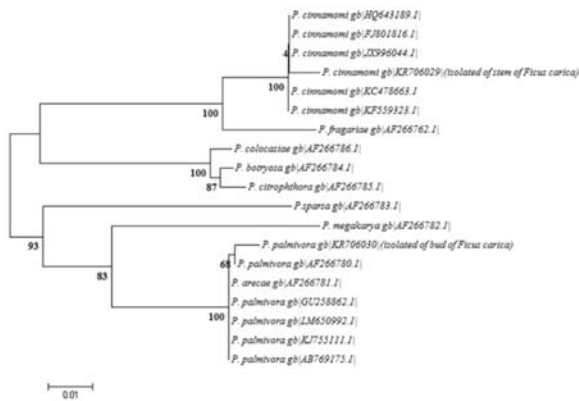 P. cinnamomi gb|HQ643189.1|
P. cinnamomi gb|FJ801816.1|
P. cinnamomi gb|JX996044.1|
4
P. cinnamomi gb|KR706029|(isolated of stem of Ficus carica)
100
P. cinnamomi gb|KC478663.1
P. cinnamomi gb|KF559323.1|
100
P. fragariae gb|AF266762.1|
P. colocasiae gb|AF266786.1|
100
P. botryosa gb|AF266784.1|
87
P. citrophthora gb|AF266785.1|
P.sparsa gb|AF266783.1|
93
P. megakarya gb|AF266782.1|
P. palmivora gb|KR706030|(isolated of bud of Ficus carica)
83
68
P. palmivora gb|AF266780.1|
P. arecae gb|AF266781.1|
P. palmivora gb|GU258862.1|
100
P. palmivora gb|LM650992.1|
P. palmivora gb|KJ755111.1|
P. palmivora gb|AB769175.1|
0.01